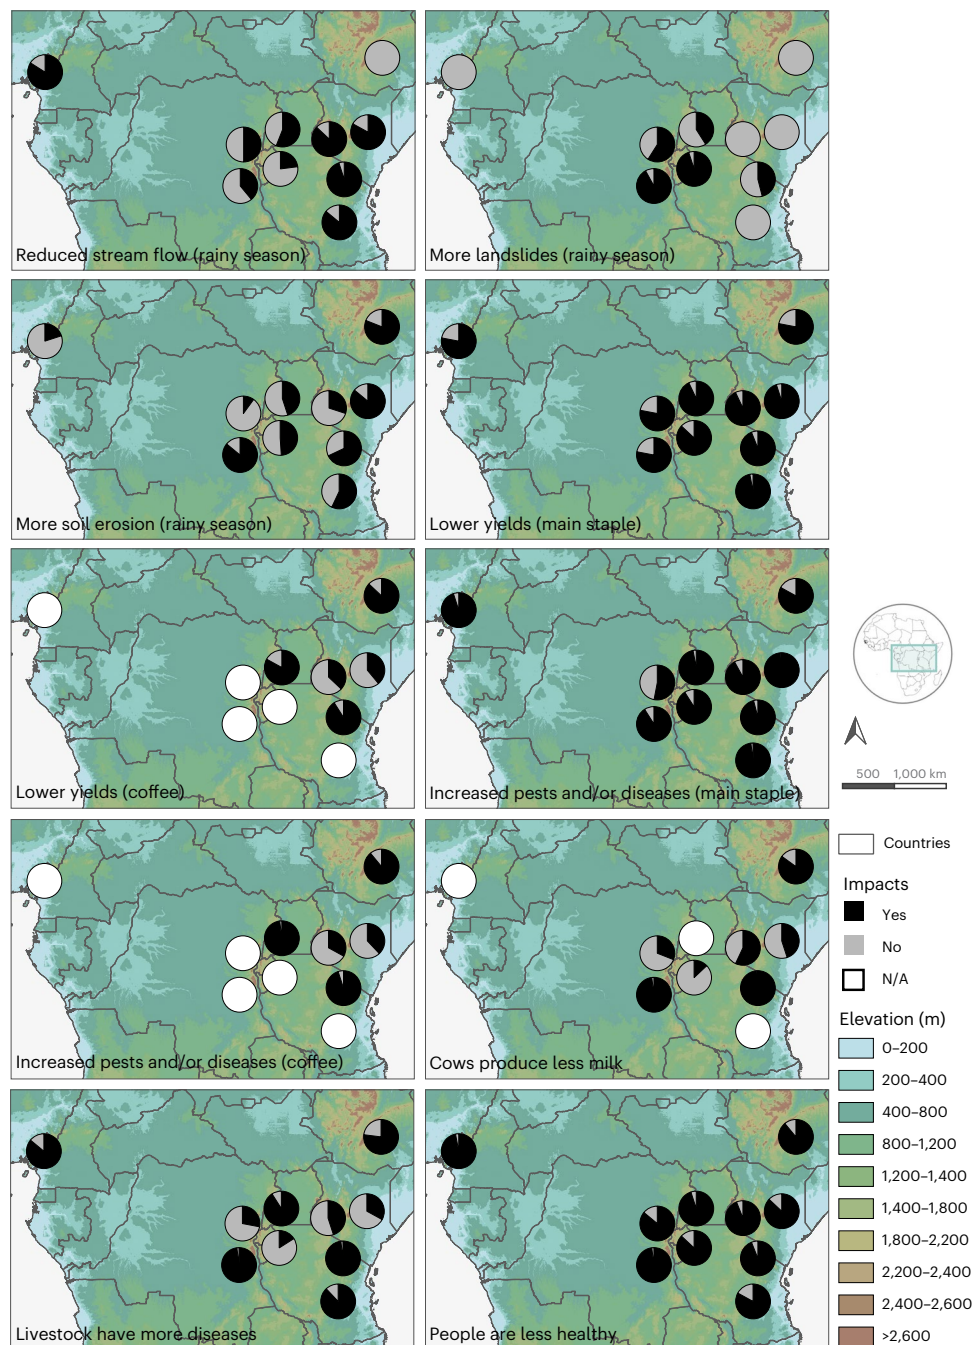 Reduced stream flow (rainy season)
More landslides (rainy season)
More soil erosion (rainy season)
Lower yields (main staple)
Lower yields (coffee)
Increased pests and/or diseases (main staple)
500 1,000 km
Increased pests and/or diseases (coffee)
Cows produce less milk
Livestock have more diseases
People are less healthy
Countries
Impacts
Yes
No
N/A
Elevation (m)
0–200
200–400
400–800
800–1,200
1,200–1,400
1,400–1,800
1,800–2,200
2,200–2,400
2,400–2,600
>2,600